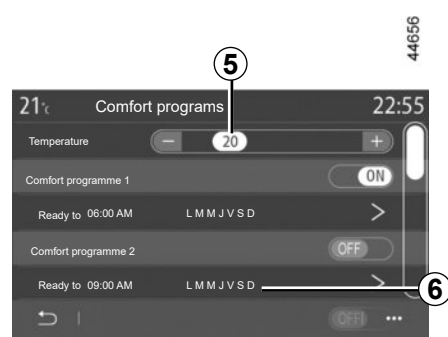 44656
5
21°c Comfort programs 22:55
Temperature − 20 +
Comfort programme 1 ON
Ready to 06:00 AM L M M J V S D >
Comfort programme 2 OFF
Ready to 09:00 AM L M M J V S D >
6
OFF ...